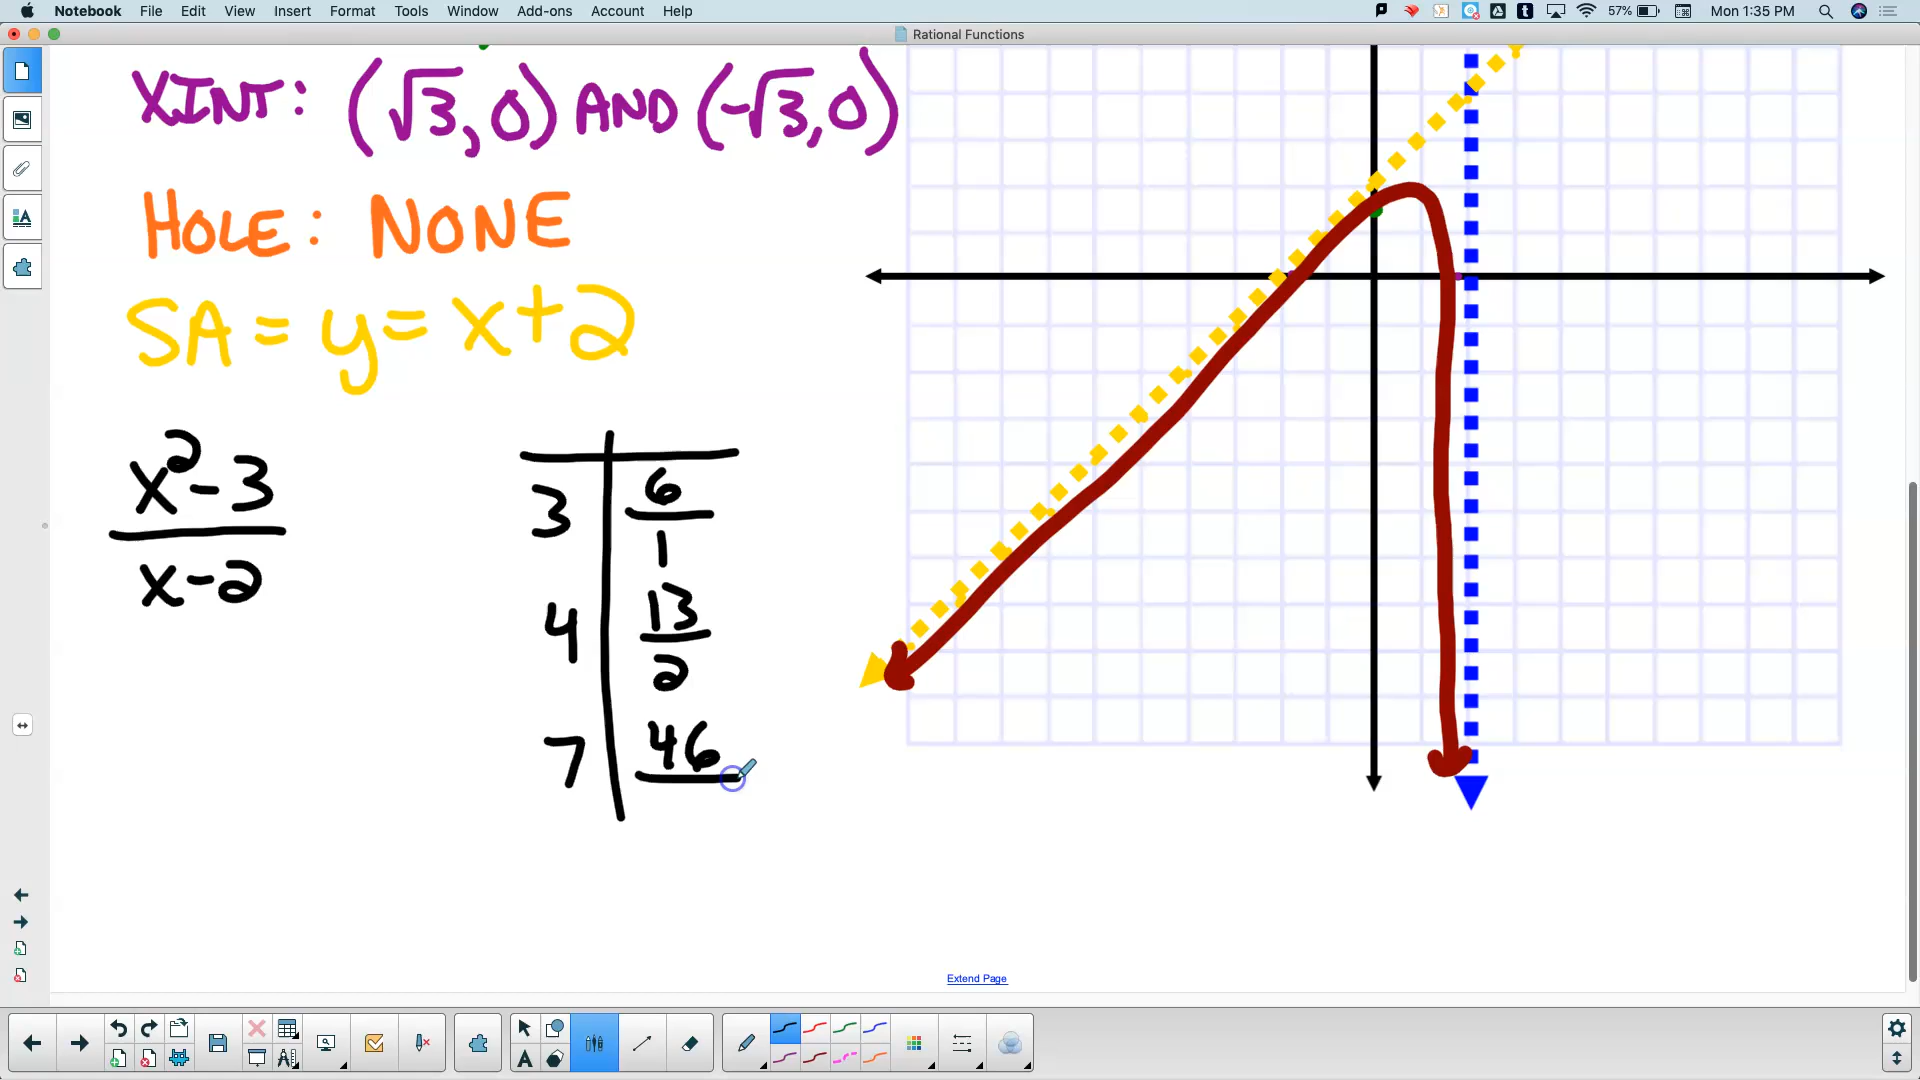 Notebook File Edit View Insert Format Tools Window Add-ons Account Help 57% Mon 1:35 PM
Rational Functions
XINT: (√3, 0) AND (-√3, 0)
HOLE: NONE
SA = y = x+2
x²-3
x-2
3 6
1
4 13
2
7 46
Extend Page